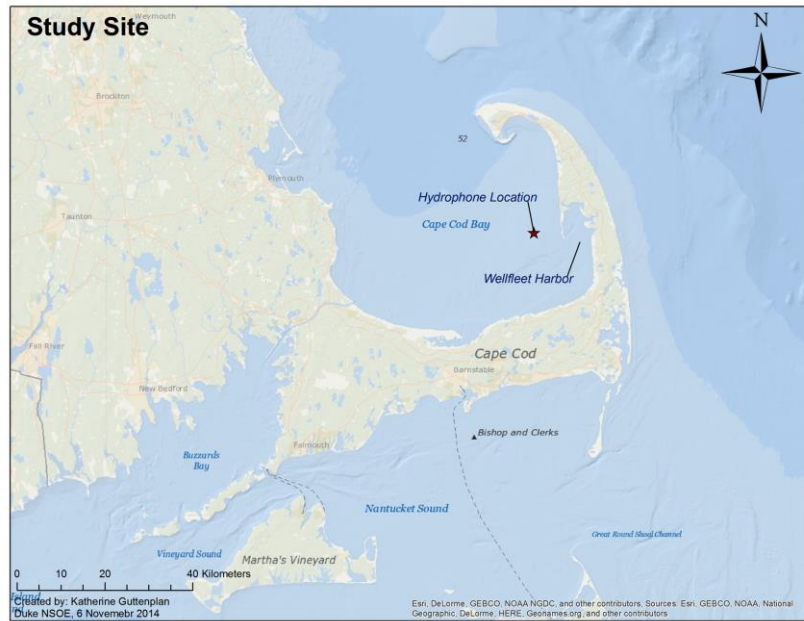 Study Site
Weymouth
N
Brockton
52
Plymouth
Hydrophone Location
Cape Cod Bay
Taunton
Wellfleet Harbor
Fall River
Cape Cod
Barnstable
New Bedford
Bishop and Clerks
Falmouth
Buzzards
Bay
Nantucket Sound
Great Round Shoal Channel
Vineyard Sound
Martha's Vineyard
0 10 20 40 Kilometers
Island
Created by: Katherine Guttenplan
Duke NSOE, 6 Novemebr 2014
Esri, DeLorme, GEBCO, NOAA NGDC, and other contributors, Sources: Esri, GEBCO, NOAA, National
Geographic, DeLorme, HERE, Geonames.org, and other contributors